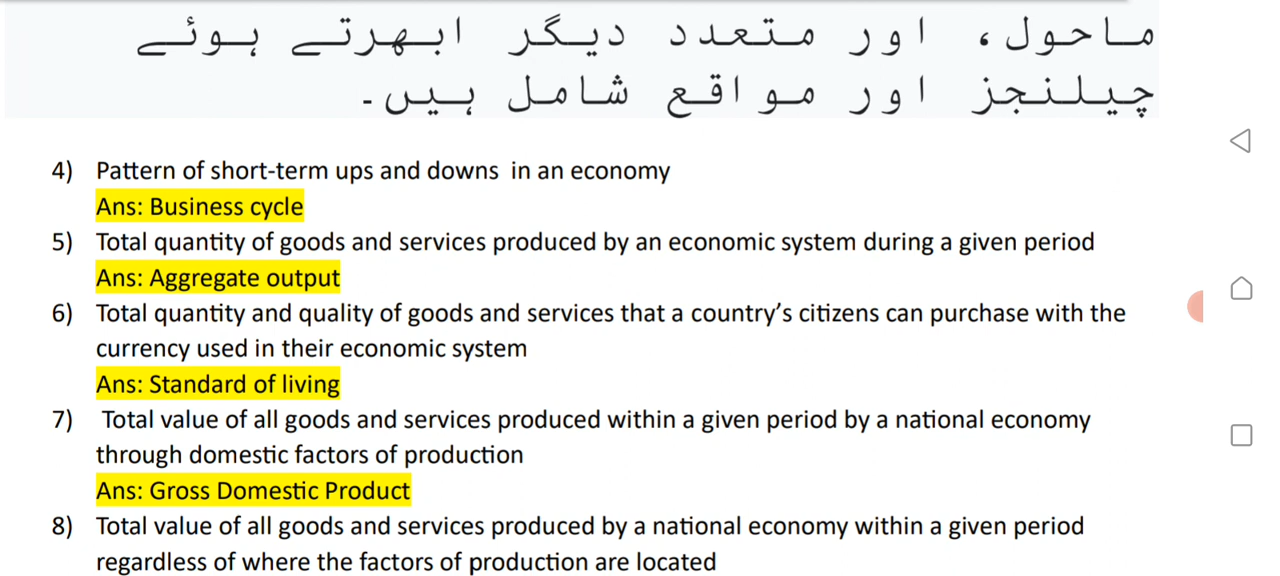 ماحول، اور متعدد دیگر ابھرتے ہوئے
چیلنجز اور مواقع شامل ہیں۔
4) Pattern of short-term ups and downs in an economy
Ans: Business cycle
5) Total quantity of goods and services produced by an economic system during a given period
Ans: Aggregate output
6) Total quantity and quality of goods and services that a country's citizens can purchase with the
currency used in their economic system
Ans: Standard of living
7) Total value of all goods and services produced within a given period by a national economy
through domestic factors of production
Ans: Gross Domestic Product
8) Total value of all goods and services produced by a national economy within a given period
regardless of where the factors of production are located